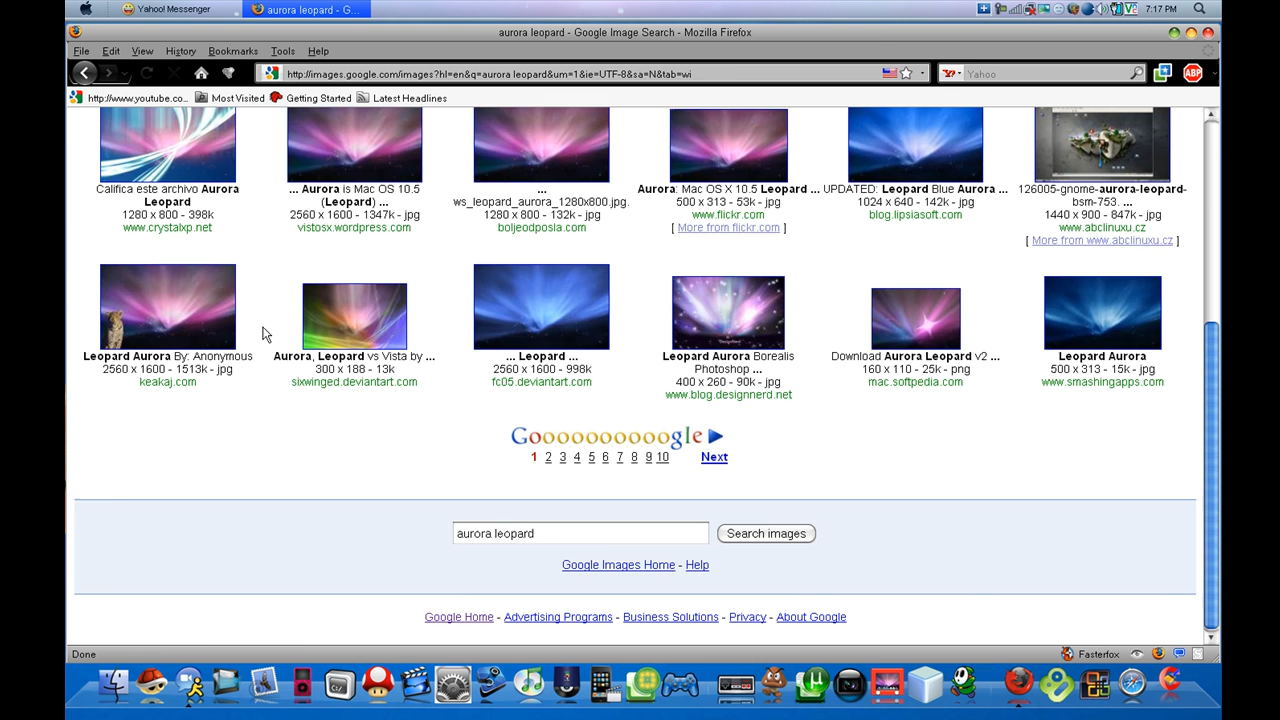 Yahoo! Messenger
aurora leopard - G...
7:17 PM
aurora leopard - Google Image Search - Mozilla Firefox
File Edit View History Bookmarks Tools Help
http://images.google.com/images?hl=en&q=aurora leopard&um=1&ie=UTF-8&sa=N&tab=wi
Yahoo
ABP
http://www.youtube.co... Most Visited Getting Started Latest Headlines
Califica este archivo Aurora
Leopard
1280 x 800 - 398k
www.crystalxp.net
... Aurora is Mac OS 10.5
(Leopard) ...
2560 x 1600 - 1347k - jpg
vistosx.wordpress.com
...
ws_leopard_aurora_1280x800.jpg.
1280 x 800 - 132k - jpg
boljeodposla.com
Aurora: Mac OS X 10.5 Leopard ...
500 x 313 - 53k - jpg
www.flickr.com
[ More from flickr.com ]
UPDATED: Leopard Blue Aurora ...
1024 x 640 - 142k - jpg
blog.lipsiasoft.com
126005-gnome-aurora-leopard-
bsm-753. ...
1440 x 900 - 847k - jpg
www.abclinuxu.cz
[ More from www.abclinuxu.cz ]
Leopard Aurora By: Anonymous
2560 x 1600 - 1513k - jpg
keakaj.com
Aurora, Leopard vs Vista by ...
300 x 188 - 13k
sixwinged.deviantart.com
... Leopard ...
2560 x 1600 - 998k
fc05.deviantart.com
Leopard Aurora Borealis
Photoshop ...
400 x 260 - 90k - jpg
www.blog.designnerd.net
Download Aurora Leopard v2 ...
160 x 110 - 25k - png
mac.softpedia.com
Leopard Aurora
500 x 313 - 15k - jpg
www.smashingapps.com
Goooooooooogle
1 2 3 4 5 6 7 8 9 10 Next
aurora leopard
Search images
Google Images Home - Help
Google Home - Advertising Programs - Business Solutions - Privacy - About Google
Done
Fasterfox